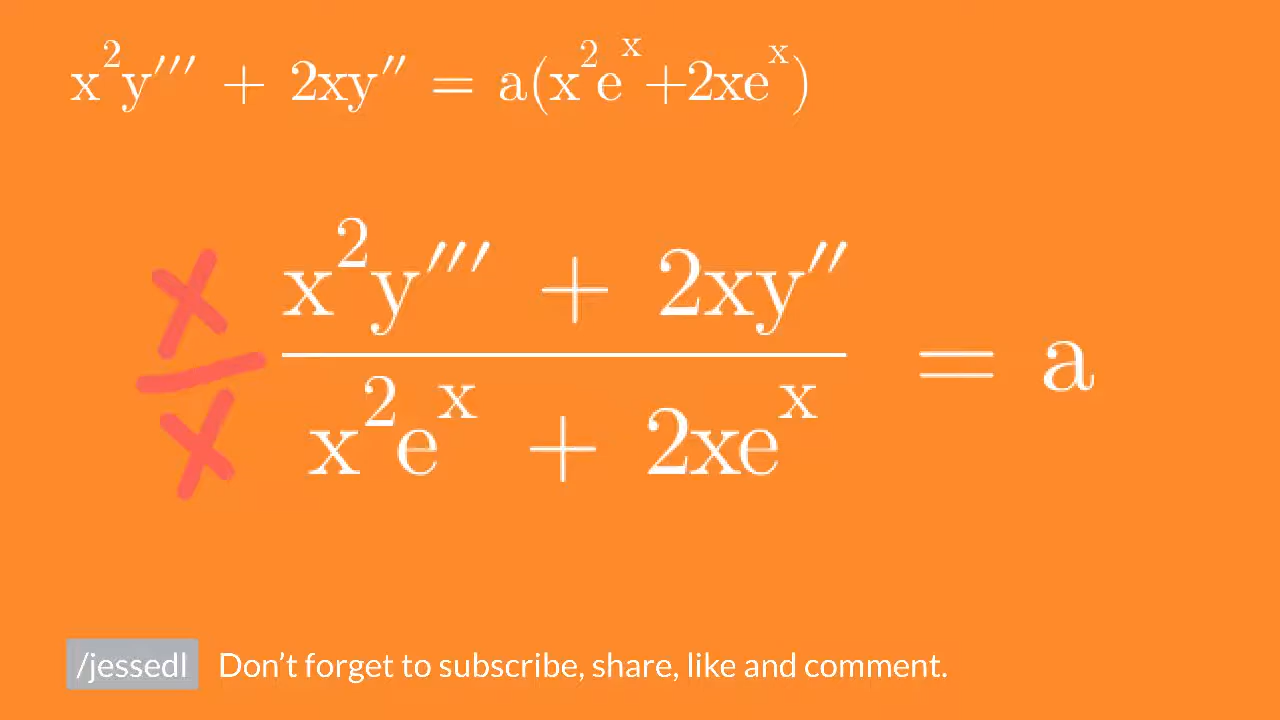 x²y′′′ + 2xy′′ = a(x²eˣ+2xeˣ)
x/x (x²y′′′ + 2xy′′)/(x²eˣ + 2xeˣ) = a
/jessedl Don't forget to subscribe, share, like and comment.